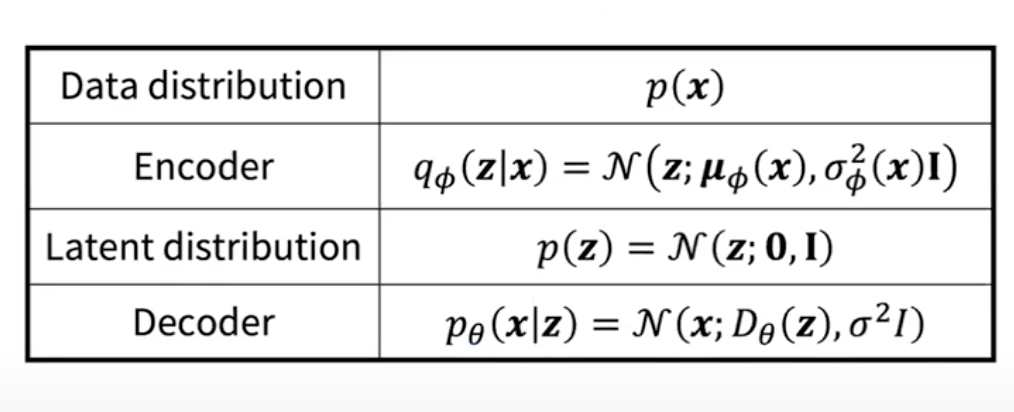 Data distribution p(𝒙)
Encoder q_ϕ(𝐳|𝒙) = 𝒩(𝐳; 𝝁_ϕ(𝒙), σ_ϕ²(𝒙)𝐈)
Latent distribution p(𝐳) = 𝒩(𝐳; 𝟎, 𝐈)
Decoder p_θ(𝒙|𝐳) = 𝒩(𝒙; D_θ(𝐳), σ²I)